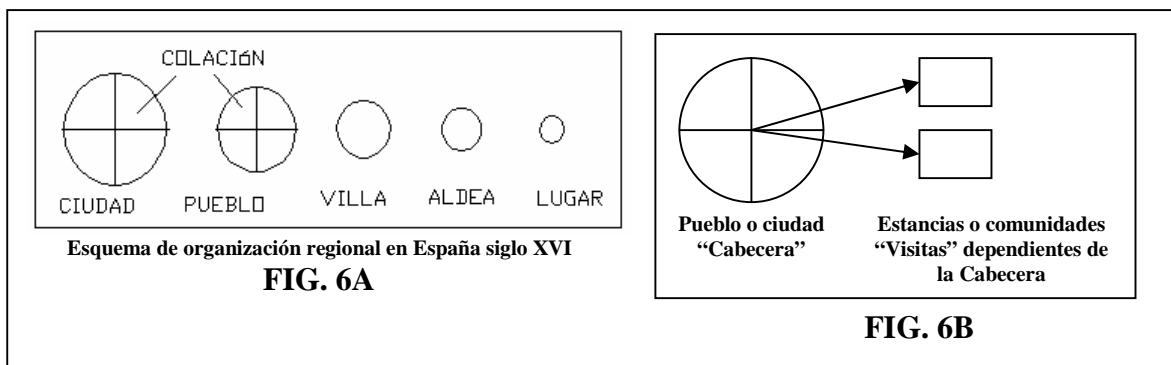 COLACIóN
CIUDAD PUEBLO VILLA ALDEA LUGAR
Esquema de organización regional en España siglo XVI
FIG. 6A
Pueblo o ciudad
“Cabecera”
Estancias o comunidades
“Visitas” dependientes de
la Cabecera
FIG. 6B